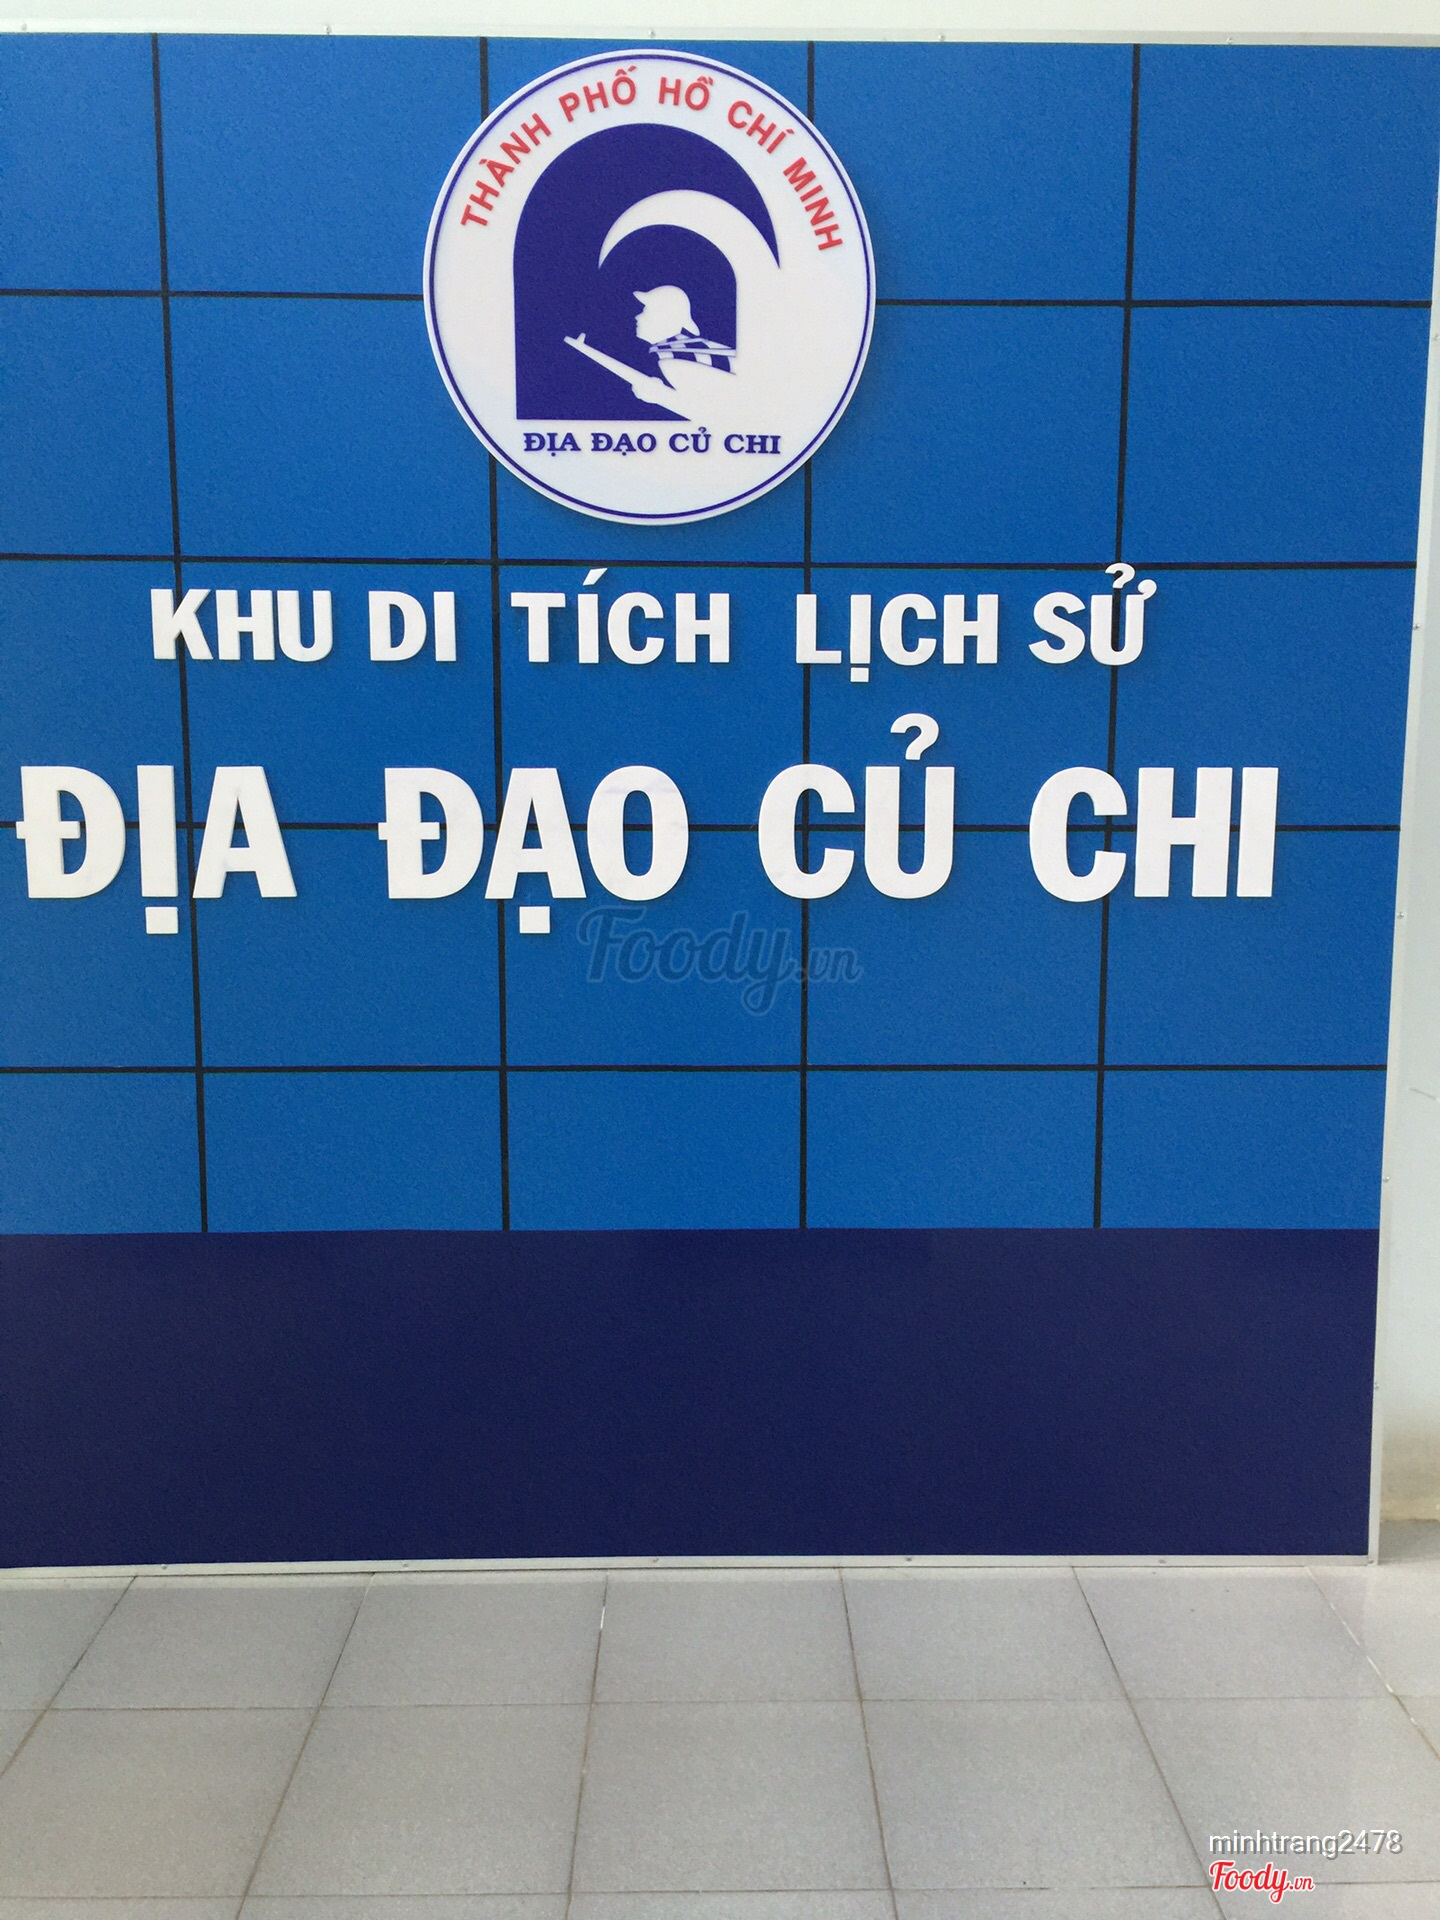 THÀNH PHỐ HỒ CHÍ MINH
ĐỊA ĐẠO CỦ CHI
KHU DI TÍCH LỊCH SỬ
ĐỊA ĐẠO CỦ CHI
Foody.vn
minhtrang2478
Foody.vn